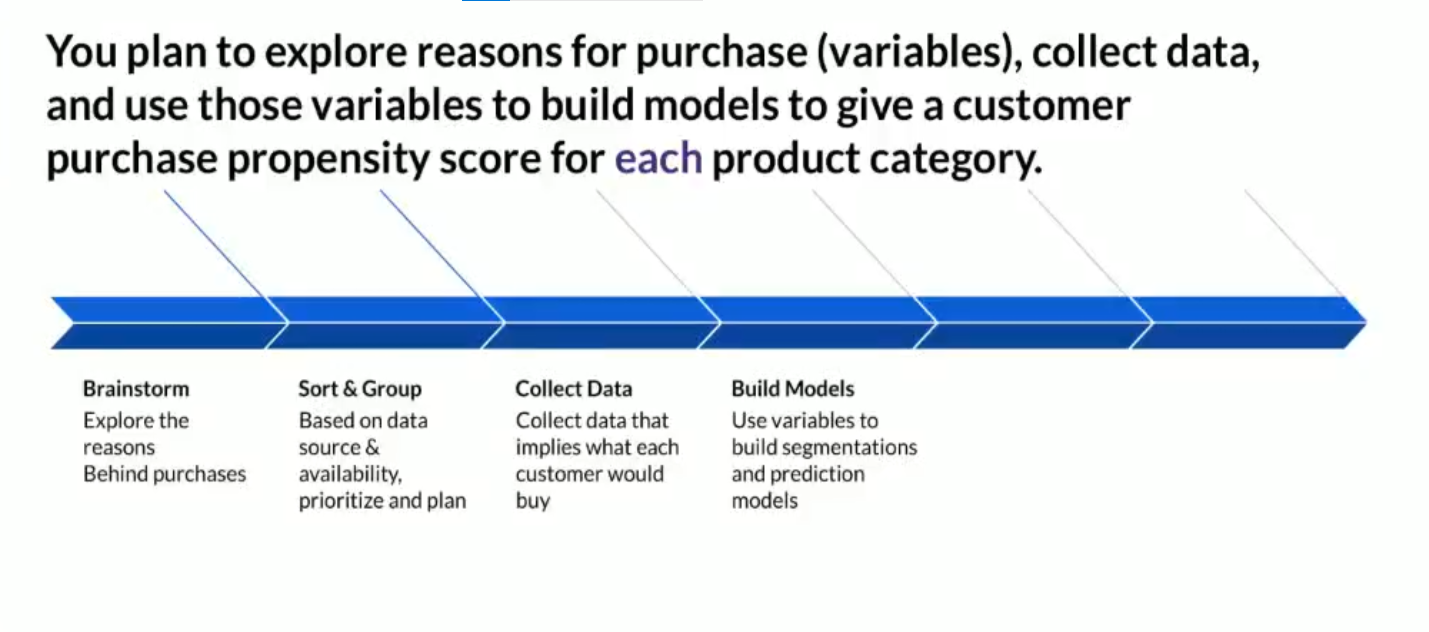 You plan to explore reasons for purchase (variables), collect data,
and use those variables to build models to give a customer
purchase propensity score for each product category.
Brainstorm
Explore the
reasons
Behind purchases
Sort & Group
Based on data
source &
availability,
prioritize and plan
Collect Data
Collect data that
implies what each
customer would
buy
Build Models
Use variables to
build segmentations
and prediction
models